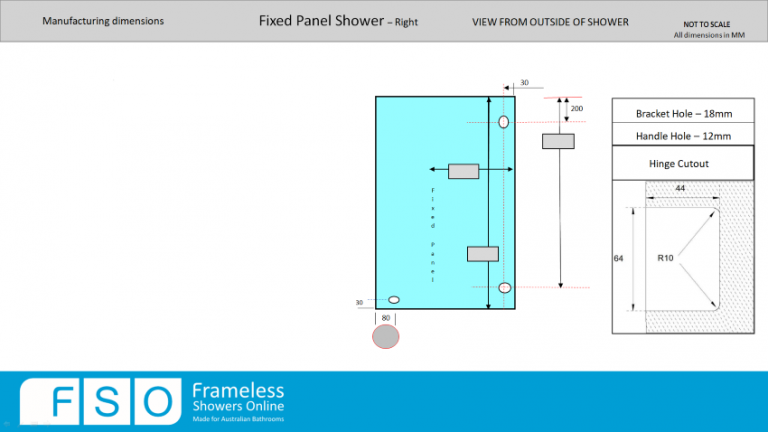 Manufacturing dimensions
Fixed Panel Shower – Right
VIEW FROM OUTSIDE OF SHOWER
NOT TO SCALE
All dimensions in MM
30
200
Bracket Hole – 18mm
Handle Hole – 12mm
Hinge Cutout
44
64
R10
Fixed Panel
30
80
FSO
Frameless
Showers Online
Made for Australian Bathrooms